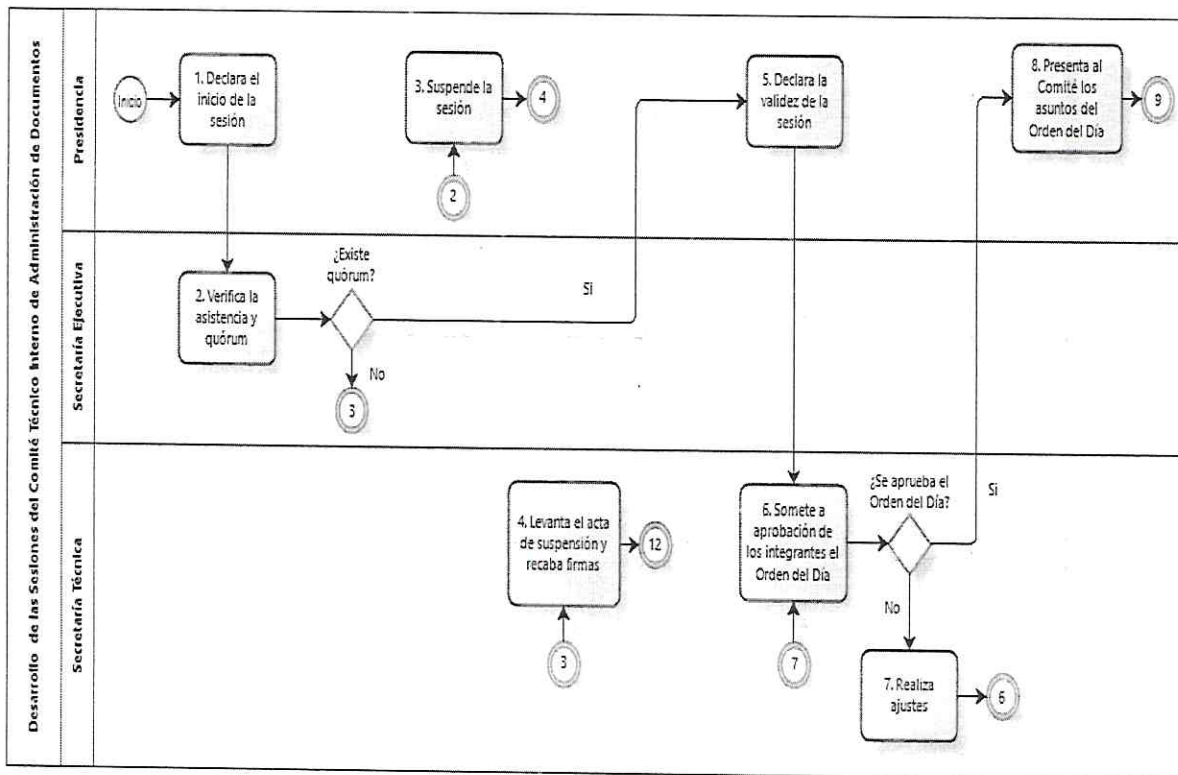 Desarrollo de las Sesiones del Comité Técnico Interno de Administración de Documentos
Presidencia
Inicio
1. Declara el
inicio de la
sesión
3. Suspende la
sesión
4
2
5. Declara la
validez de la
sesión
8. Presenta al
Comité los
asuntos del
Orden del Día
9
Secretaría Ejecutiva
2. Verifica la
asistencia y
quórum
¿Existe
quórum?
Si
No
3
Secretaría Técnica
4. Levanta el acta
de suspensión y
recaba firmas
12
3
6. Somete a
aprobación de
los integrantes el
Orden del Día
7
¿Se aprueba el
Orden del Día?
Si
No
7. Realiza
ajustes
6